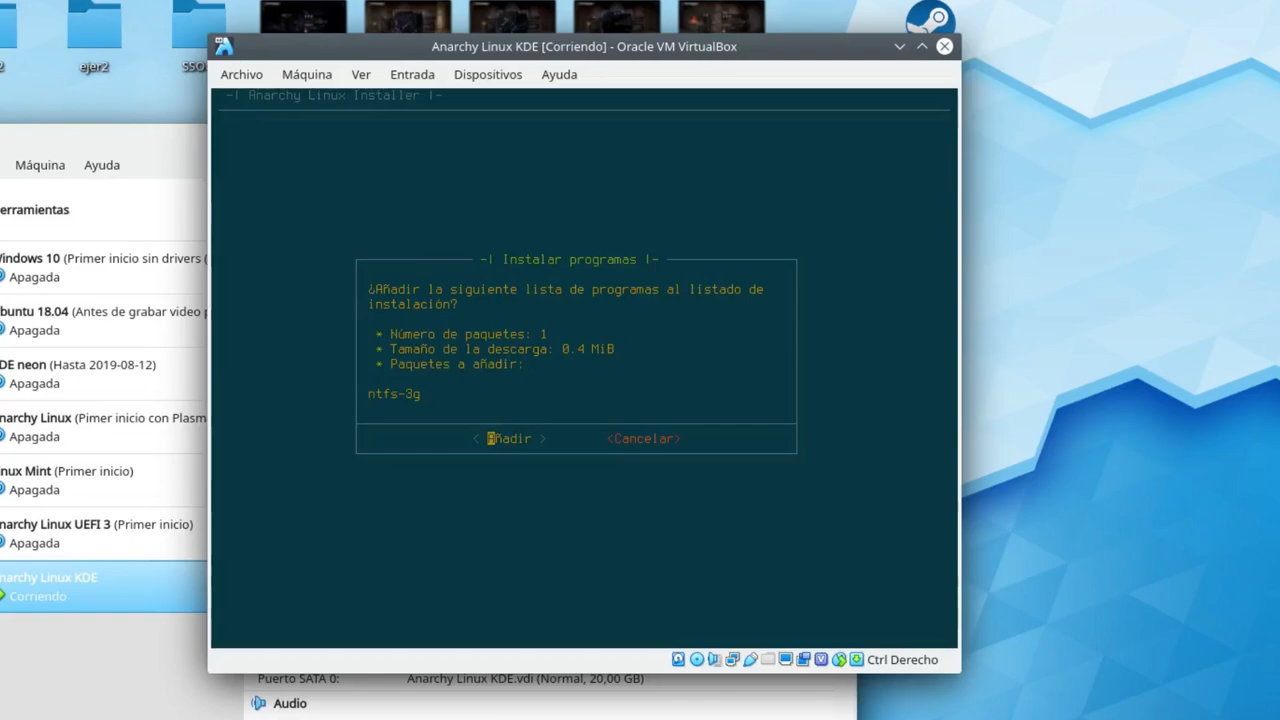 ejer2
SSO
Anarchy Linux KDE [Corriendo] - Oracle VM VirtualBox
Archivo Máquina Ver Entrada Dispositivos Ayuda
-| Anarchy Linux Installer |-
Máquina Ayuda
erramientas
Windows 10 (Primer inicio sin drivers (
Apagada
buntu 18.04 (Antes de grabar video p
Apagada
DE neon (Hasta 2019-08-12)
Apagada
narchy Linux (Pimer inicio con Plasm
Apagada
nux Mint (Primer inicio)
Apagada
narchy Linux UEFI 3 (Primer inicio)
Apagada
narchy Linux KDE
Corriendo
-| Instalar programas |-
¿Añadir la siguiente lista de programas al listado de
instalación?
* Número de paquetes: 1
* Tamaño de la descarga: 0.4 MiB
* Paquetes a añadir:
ntfs-3g
< Añadir > <Cancelar>
Ctrl Derecho
Puerto SATA 0: Anarchy Linux KDE.vdi (Normal, 20,00 GB)
Audio